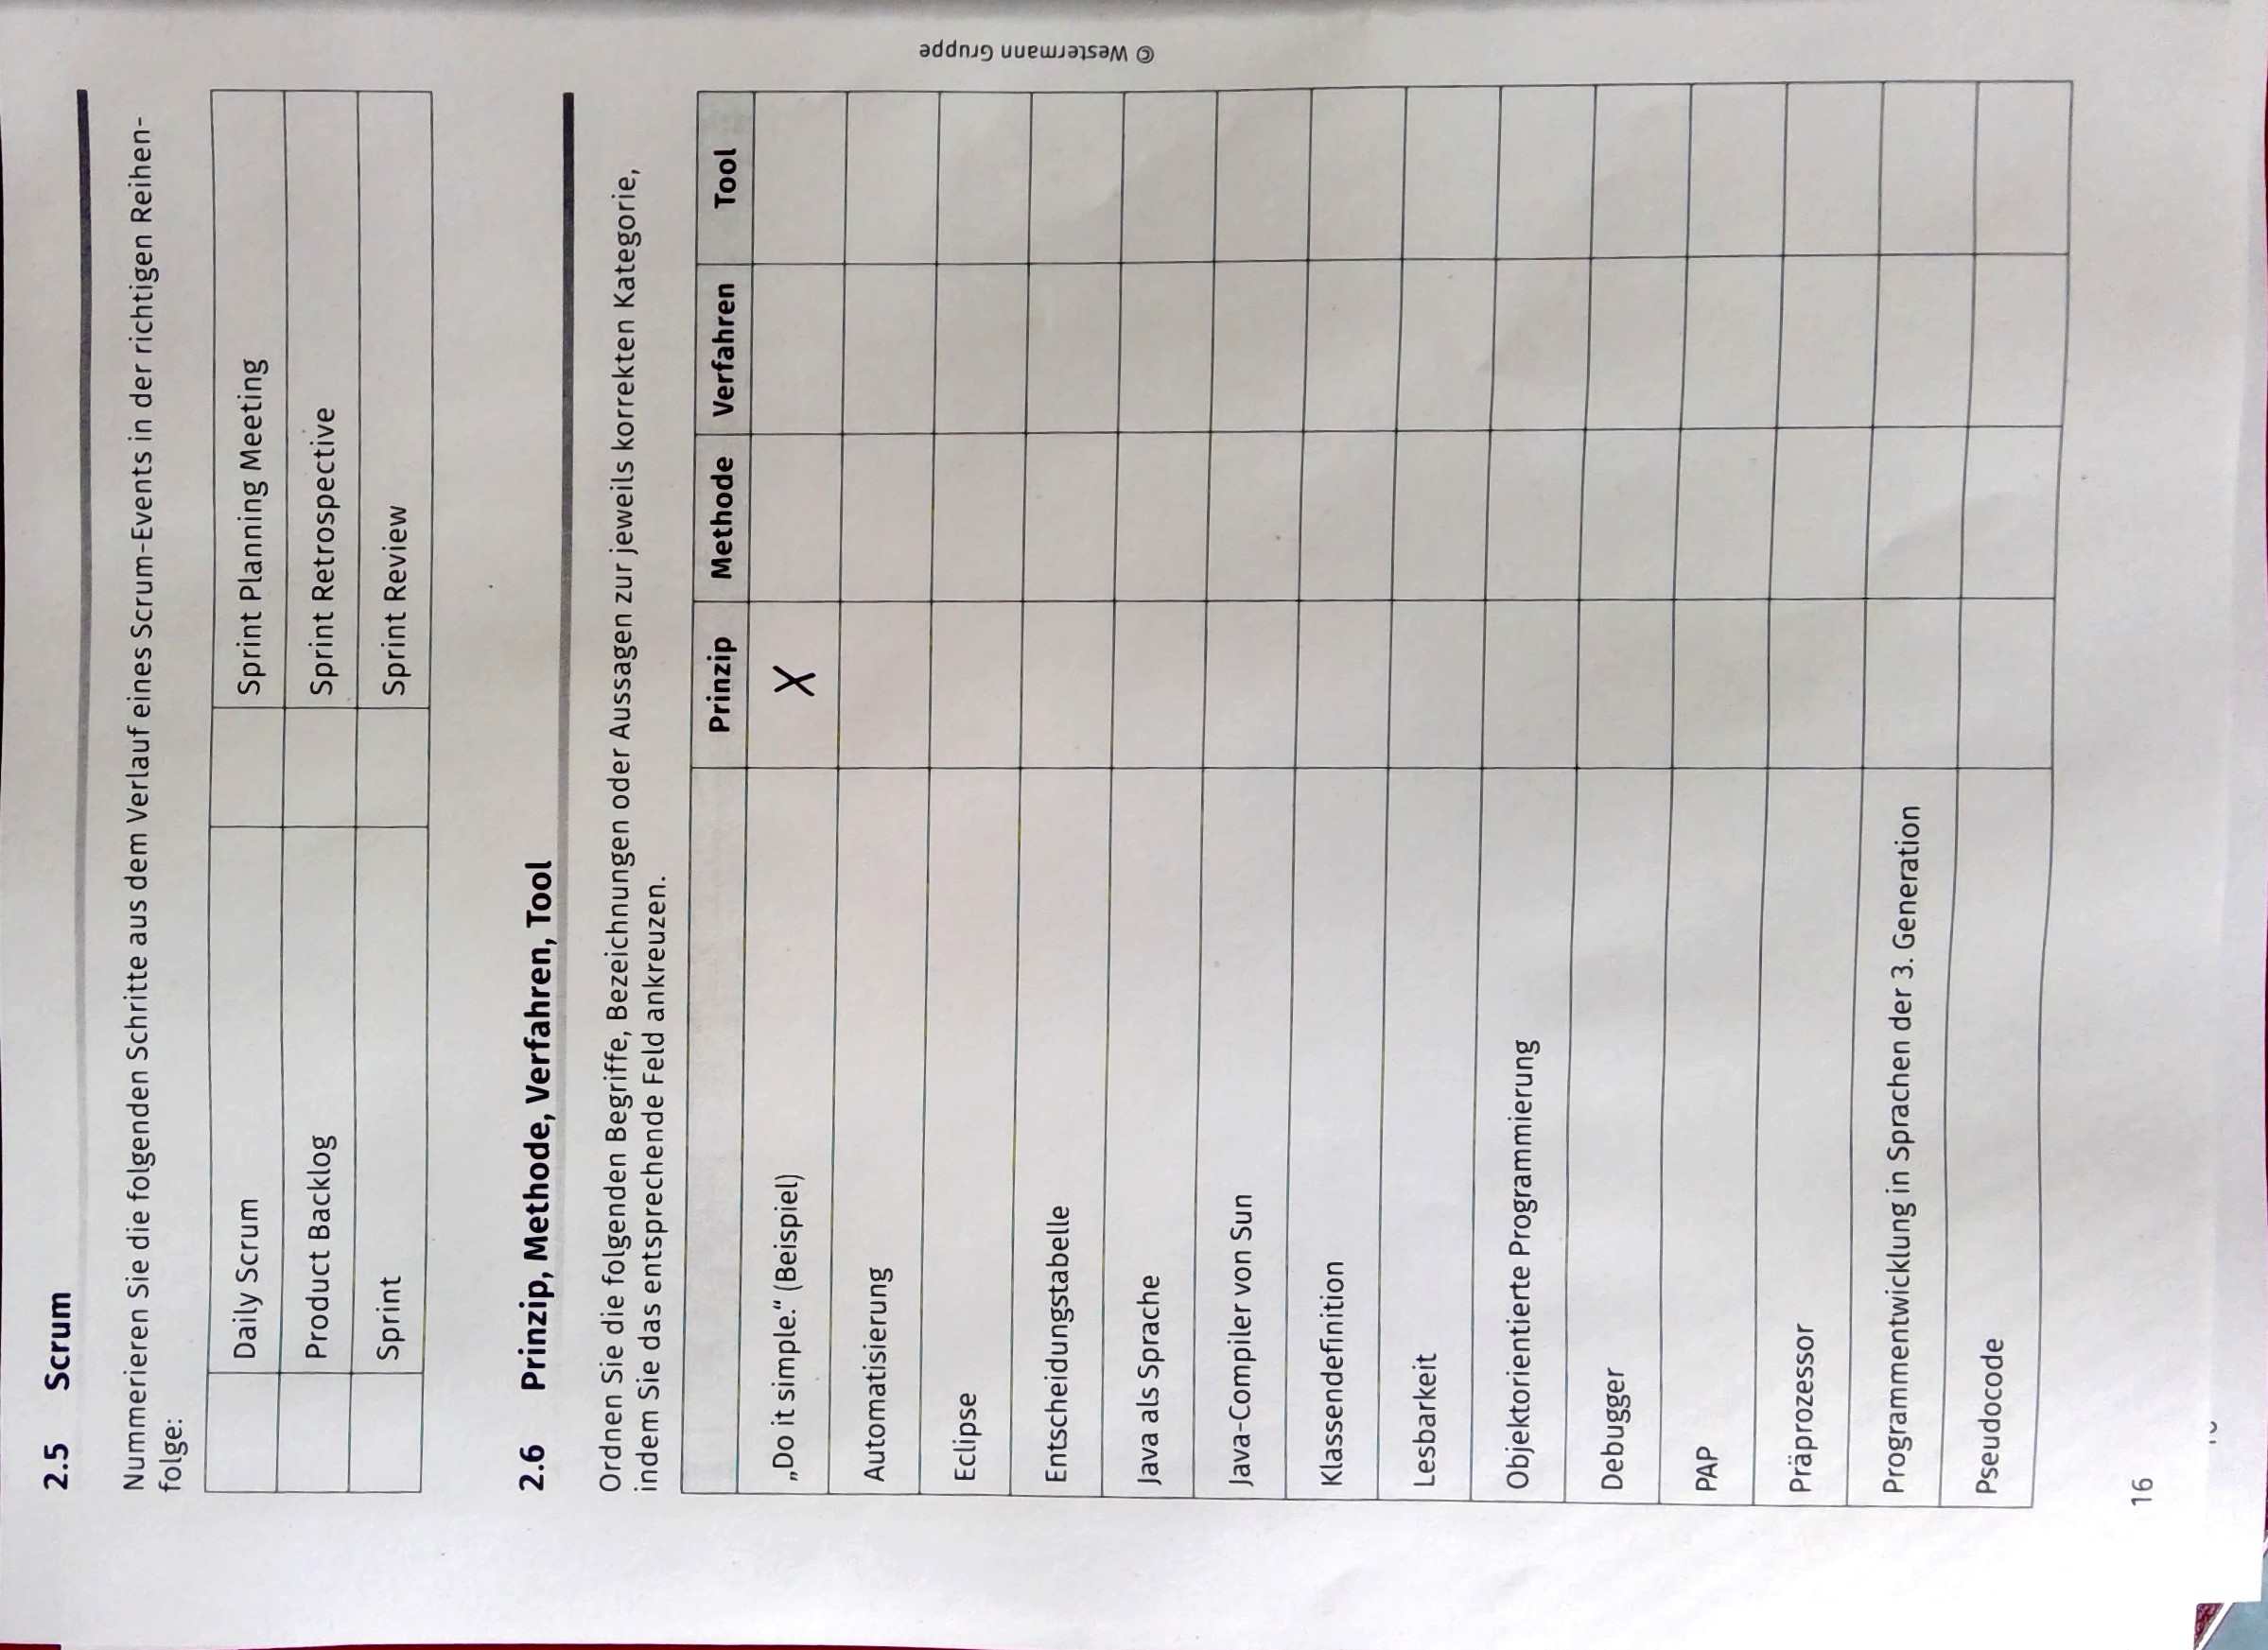 2.5 Scrum
Nummerieren Sie die folgenden Schritte aus dem Verlauf eines Scrum-Events in der richtigen Reihen-
folge:
Daily Scrum Sprint Planning Meeting
Product Backlog Sprint Retrospective
Sprint Sprint Review
2.6 Prinzip, Methode, Verfahren, Tool
Ordnen Sie die folgenden Begriffe, Bezeichnungen oder Aussagen zur jeweils korrekten Kategorie,
indem Sie das entsprechende Feld ankreuzen.
Prinzip Methode Verfahren Tool
„Do it simple.“ (Beispiel) X
Automatisierung
Eclipse
Entscheidungstabelle
Java als Sprache
Java-Compiler von Sun
Klassendefinition
Lesbarkeit
Objektorientierte Programmierung
Debugger
PAP
Präprozessor
Programmentwicklung in Sprachen der 3. Generation
Pseudocode
© Westermann Gruppe
16